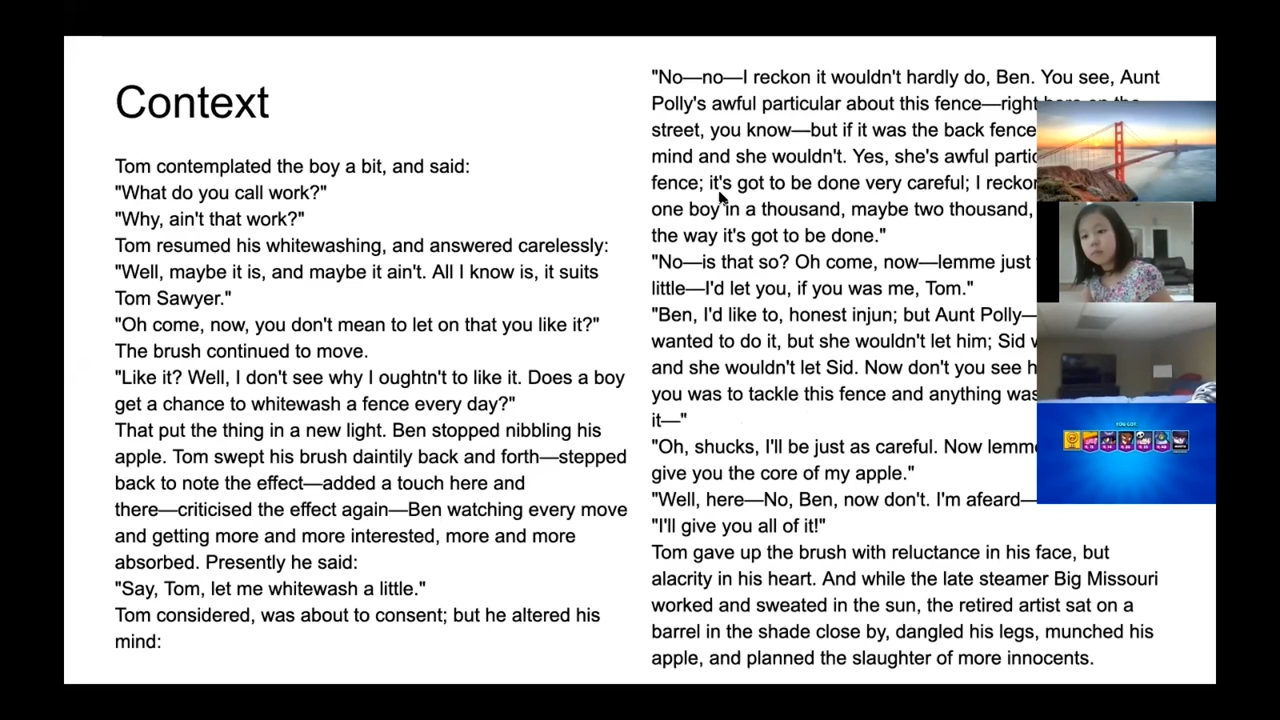 Context
Tom contemplated the boy a bit, and said:
"What do you call work?"
"Why, ain't that work?"
Tom resumed his whitewashing, and answered carelessly:
"Well, maybe it is, and maybe it ain't. All I know is, it suits
Tom Sawyer."
"Oh come, now, you don't mean to let on that you like it?"
The brush continued to move.
"Like it? Well, I don't see why I oughtn't to like it. Does a boy
get a chance to whitewash a fence every day?"
That put the thing in a new light. Ben stopped nibbling his
apple. Tom swept his brush daintily back and forth—stepped
back to note the effect—added a touch here and
there—criticised the effect again—Ben watching every move
and getting more and more interested, more and more
absorbed. Presently he said:
"Say, Tom, let me whitewash a little."
Tom considered, was about to consent; but he altered his
mind:
"No—no—I reckon it wouldn't hardly do, Ben. You see, Aunt
Polly's awful particular about this fence—right here on the
street, you know—but if it was the back fence
mind and she wouldn't. Yes, she's awful
fence; it's got to be done very careful; I
one boy in a thousand, maybe two thousand,
the way it's got to be done."
"No—is that so? Oh come, now—lemme just
little—I'd let you, if you was me, Tom."
"Ben, I'd like to, honest injun; but Aunt Polly—
wanted to do it, but she wouldn't let him; Sid
and she wouldn't let Sid. Now don't you see
you was to tackle this fence and anything was
it—"
"Oh, shucks, I'll be just as careful. Now lemme
give you the core of my apple."
"Well, here—No, Ben, now don't. I'm afeard—
"I'll give you all of it!"
Tom gave up the brush with reluctance in his face, but
alacrity in his heart. And while the late steamer Big Missouri
worked and sweated in the sun, the retired artist sat on a
barrel in the shade close by, dangled his legs, munched his
apple, and planned the slaughter of more innocents.
YOU GOT